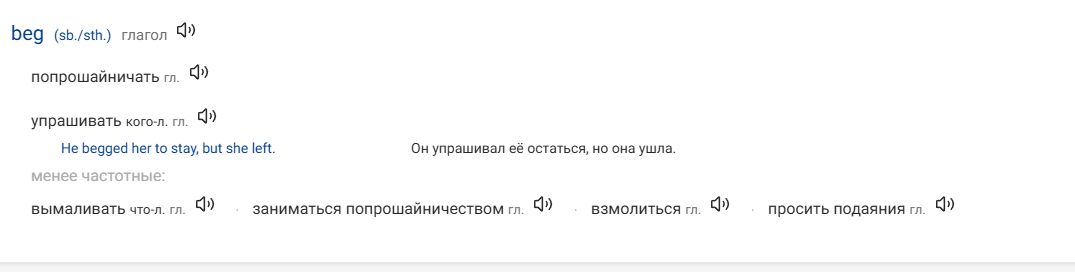 beg (sb./sth.) глагол
попрошайничать гл.
упрашивать кого-л. гл.
He begged her to stay, but she left. Он упрашивал её остаться, но она ушла.
менее частотные:
вымаливать что-л. гл. · заниматься попрошайничеством гл. · взмолиться гл. · просить подаяния гл.